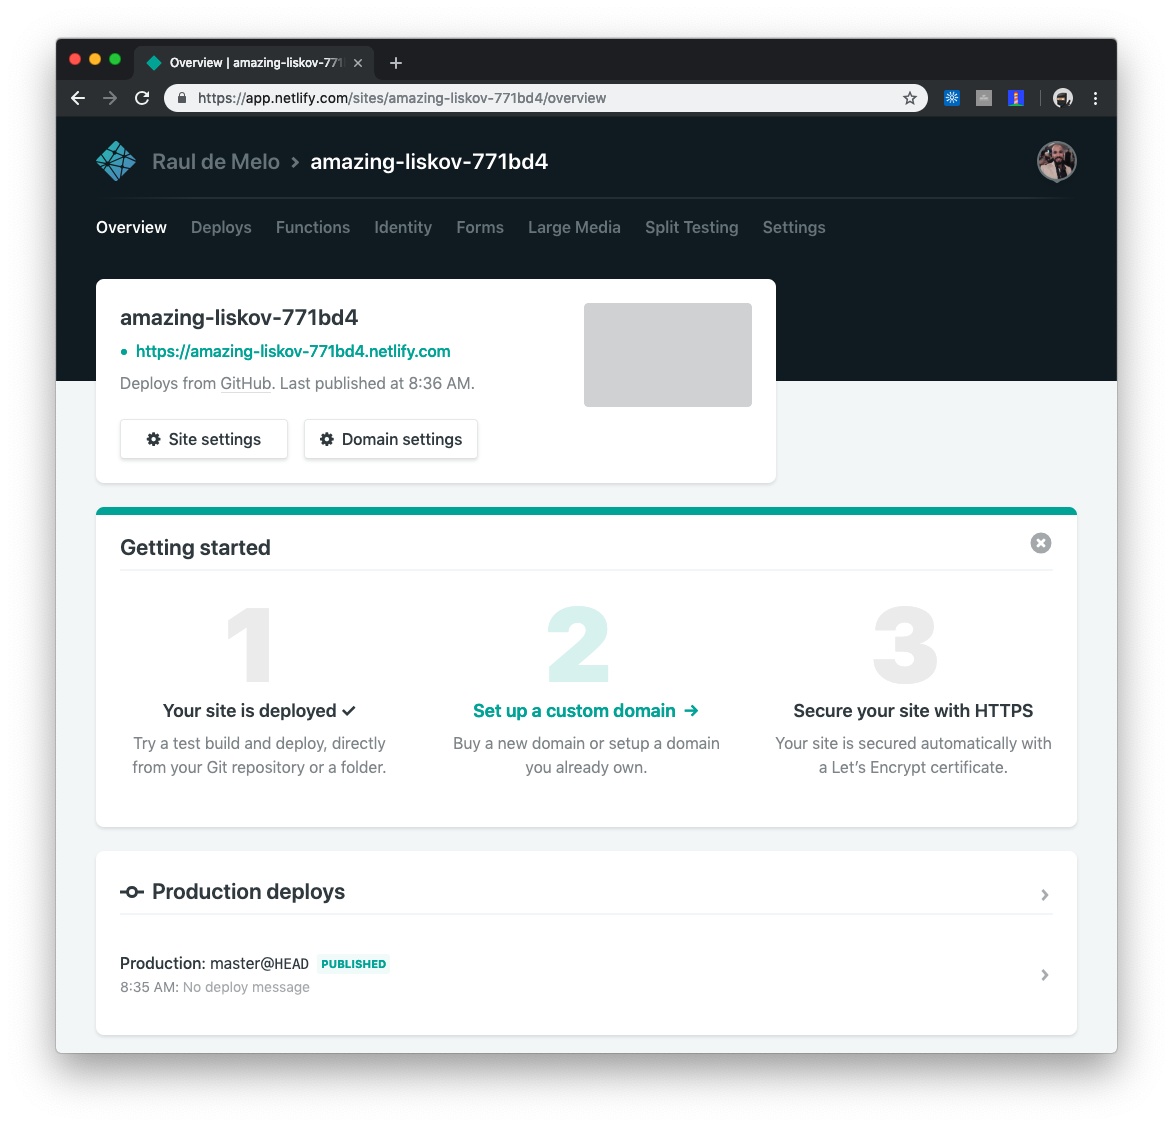 Overview | amazing-liskov-771
https://app.netlify.com/sites/amazing-liskov-771bd4/overview
Raul de Melo > amazing-liskov-771bd4
Overview Deploys Functions Identity Forms Large Media Split Testing Settings
amazing-liskov-771bd4
https://amazing-liskov-771bd4.netlify.com
Deploys from GitHub. Last published at 8:36 AM.
Site settings Domain settings
Getting started
1 2 3
Your site is deployed ✓ Set up a custom domain → Secure your site with HTTPS
Try a test build and deploy, directly Buy a new domain or setup a domain Your site is secured automatically with
from your Git repository or a folder. you already own. a Let’s Encrypt certificate.
Production deploys
Production: master@HEAD PUBLISHED
8:35 AM: No deploy message